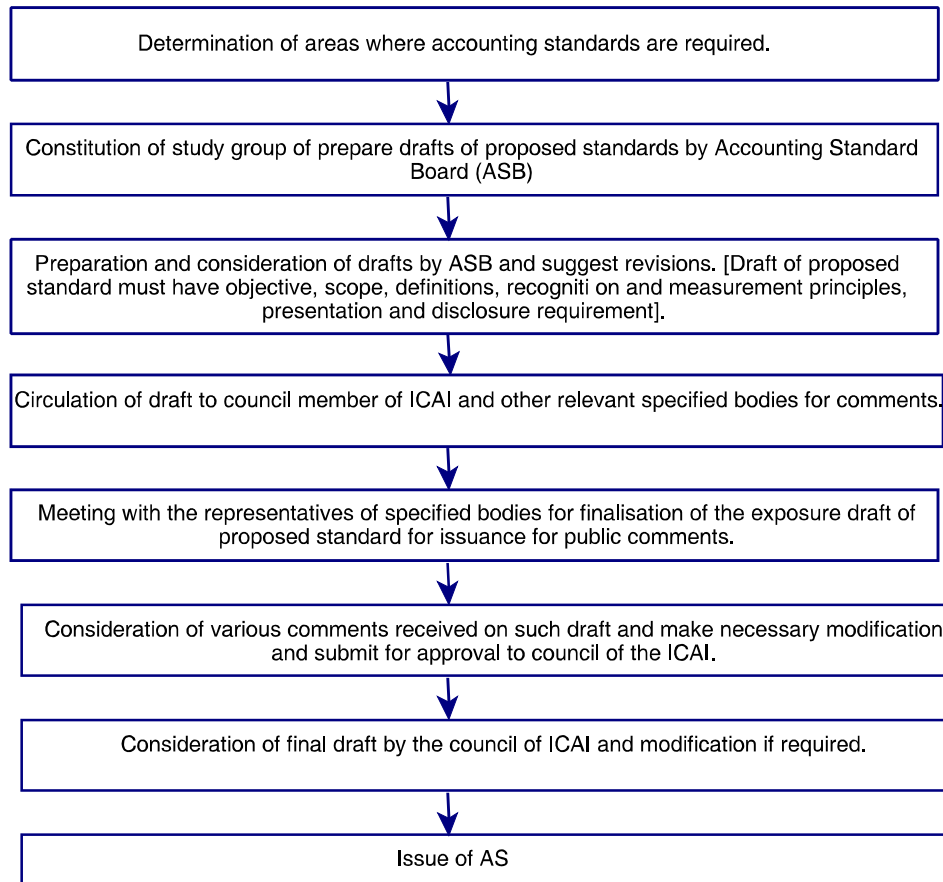 Determination of areas where accounting standards are required.
Constitution of study group of prepare drafts of proposed standards by Accounting Standard
Board (ASB)
Preparation and consideration of drafts by ASB and suggest revisions. [Draft of proposed
standard must have objective, scope, definitions, recogniti on and measurement principles,
presentation and disclosure requirement].
Circulation of draft to council member of ICAI and other relevant specified bodies for comments.
Meeting with the representatives of specified bodies for finalisation of the exposure draft of
proposed standard for issuance for public comments.
Consideration of various comments received on such draft and make necessary modification
and submit for approval to council of the ICAI.
Consideration of final draft by the council of ICAI and modification if required.
Issue of AS